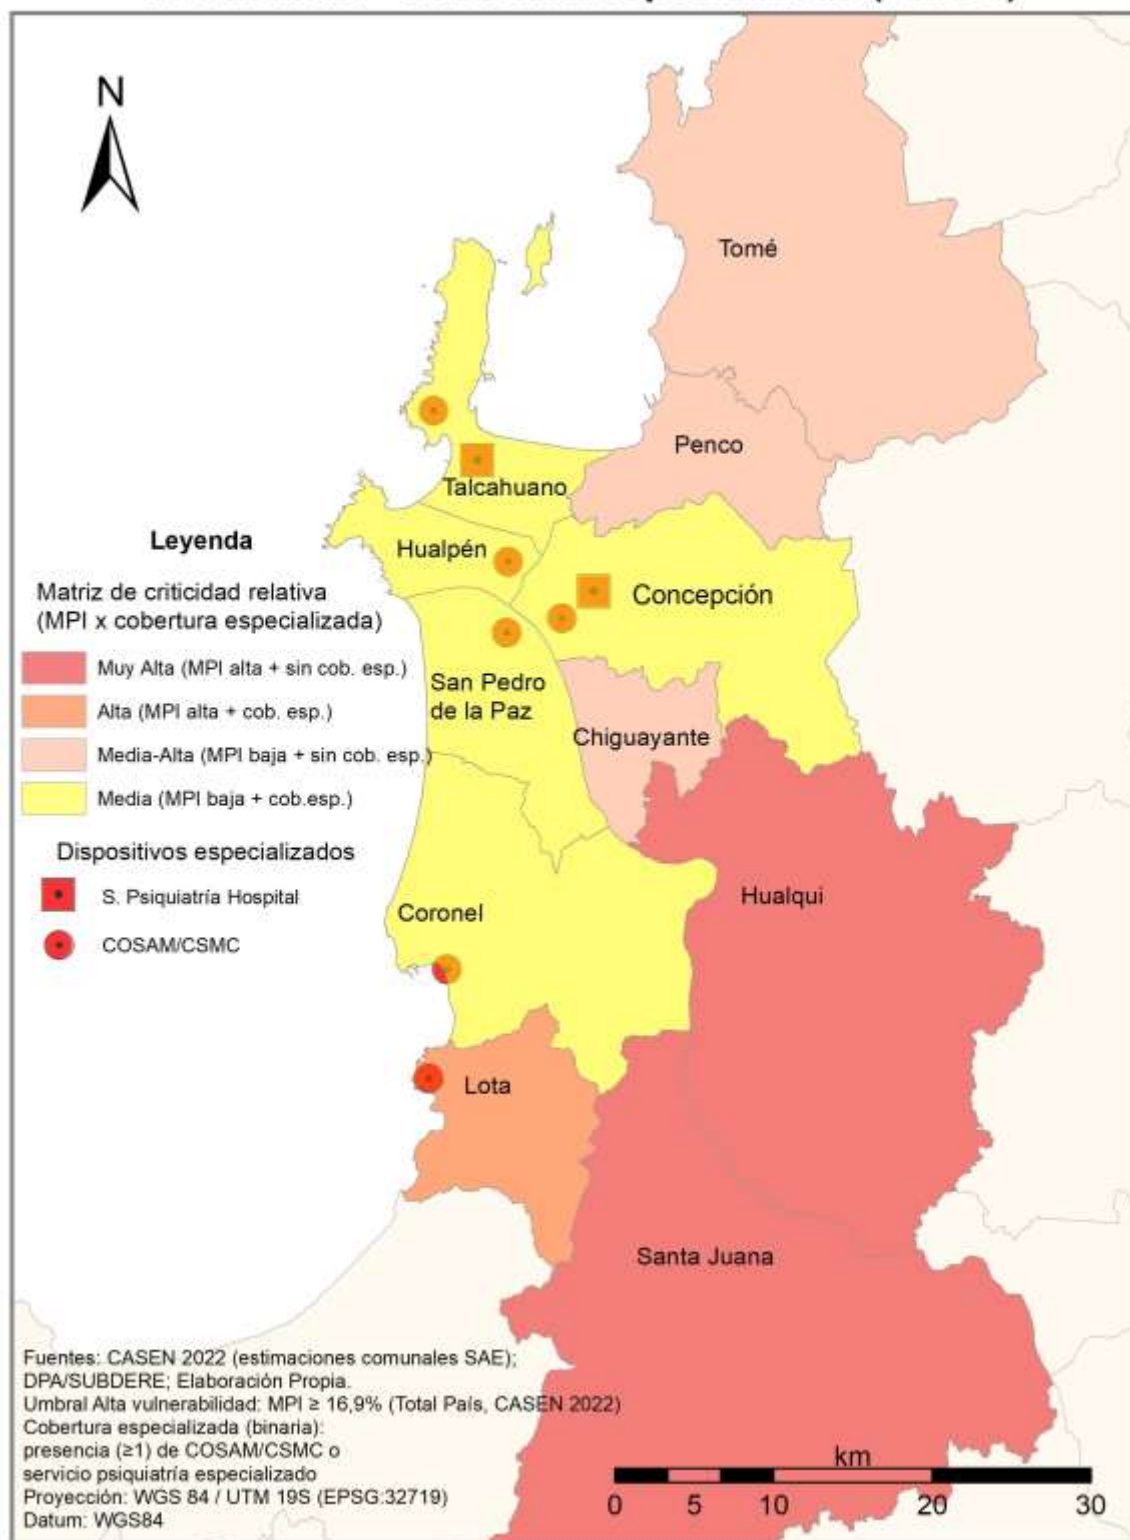 N
Tomé
Penco
Talcahuano
Hualpén
Concepción
San Pedro
de la Paz
Chiguayante
Hualqui
Coronel
Lota
Santa Juana
Leyenda
Matriz de criticidad relativa
(MPI x cobertura especializada)
Muy Alta (MPI alta + sin cob. esp.)
Alta (MPI alta + cob. esp.)
Media-Alta (MPI baja + sin cob. esp.)
Media (MPI baja + cob.esp.)
Dispositivos especializados
S. Psiquiatría Hospital
COSAM/CSMC
Fuentes: CASEN 2022 (estimaciones comunales SAE);
DPA/SUBDERE; Elaboración Propia.
Umbral Alta vulnerabilidad: MPI ≥ 16,9% (Total País, CASEN 2022)
Cobertura especializada (binaria):
presencia (≥1) de COSAM/CSMC o
servicio psiquiatría especializado
Proyección: WGS 84 / UTM 19S (EPSG:32719)
Datum: WGS84
km
0 5 10 20 30